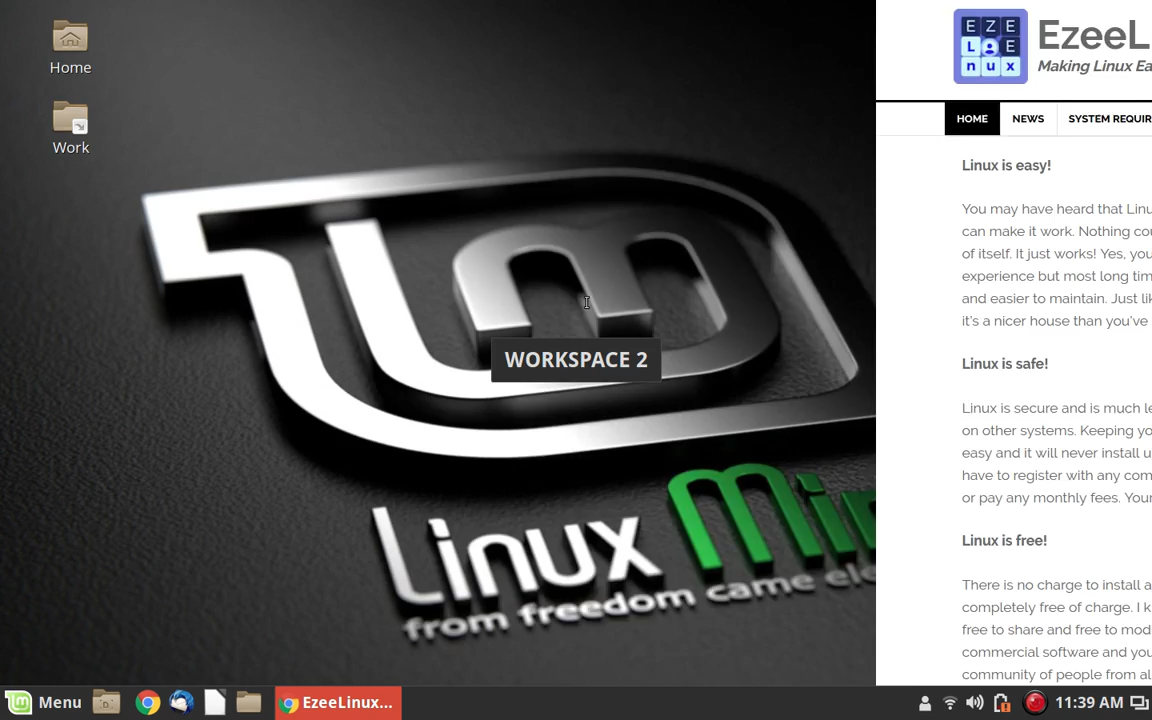 Home
Work
WORKSPACE 2
Linux Min
from freedom came ele
E Z E
L E
n u x
EzeeL
Making Linux Ea
HOME NEWS SYSTEM REQUIR
Linux is easy!
You may have heard that Linu
can make it work. Nothing cou
of itself. It just works! Yes, you
experience but most long tim
and easier to maintain. Just lik
it's a nicer house than you've
Linux is safe!
Linux is secure and is much le
on other systems. Keeping yo
easy and it will never install u
have to register with any com
or pay any monthly fees. Your
Linux is free!
There is no charge to install a
completely free of charge. I k
free to share and free to mod
commercial software and you
community of people from al
Menu D EzeeLinux... 11:39 AM